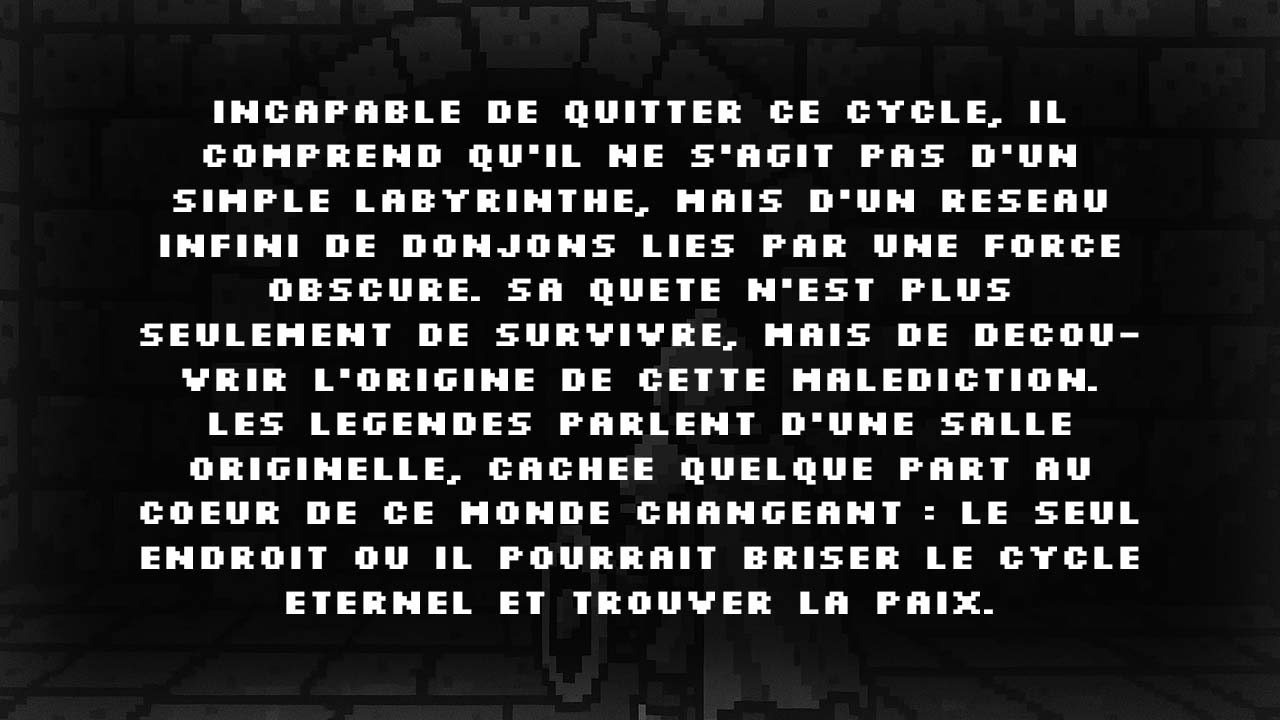 INCAPABLE DE QUITTER CE CYCLE, IL
COMPREND QU'IL NE S'AGIT PAS D'UN
SIMPLE LABYRINTHE, MAIS D'UN RESEAU
INFINI DE DONJONS LIES PAR UNE FORCE
OBSCURE. SA QUETE N'EST PLUS
SEULEMENT DE SURVIVRE, MAIS DE DECOU-
VRIR L'ORIGINE DE CETTE MALEDICTION.
LES LEGENDES PARLENT D'UNE SALLE
ORIGINELLE, CACHEE QUELQUE PART AU
COEUR DE CE MONDE CHANGEANT : LE SEUL
ENDROIT OU IL POURRAIT BRISER LE CYCLE
ETERNEL ET TROUVER LA PAIX.